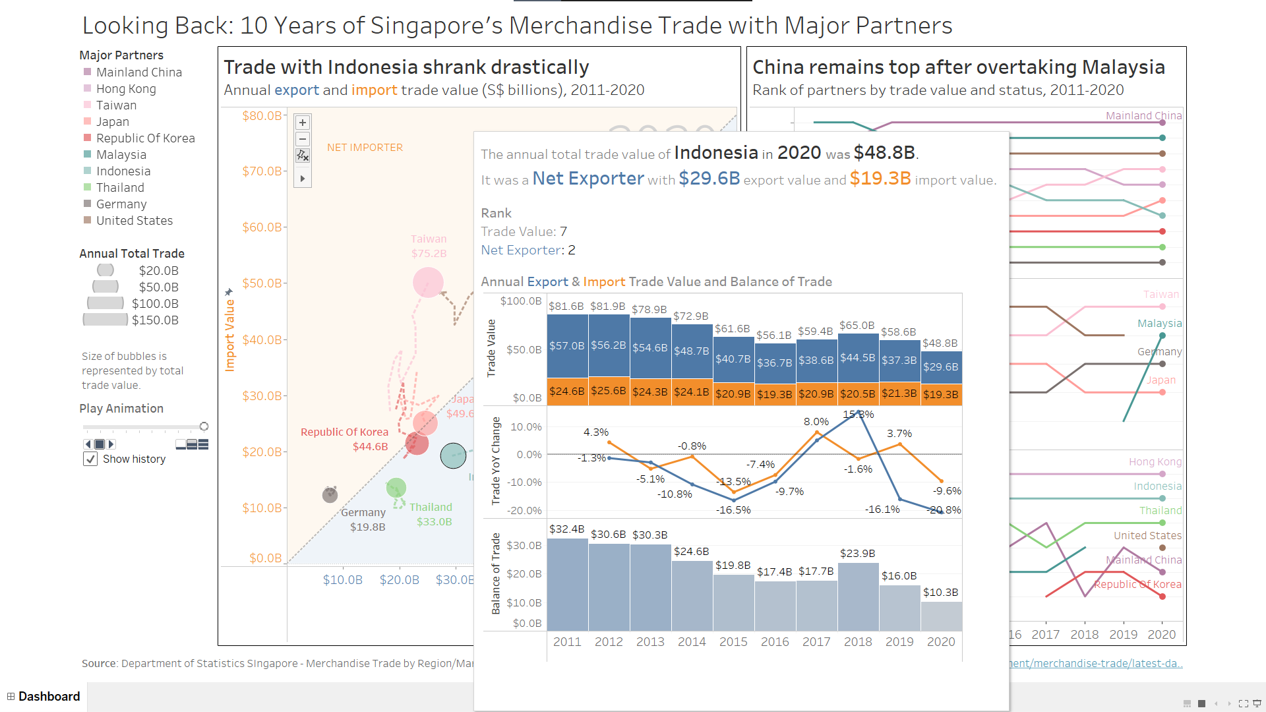 Looking Back: 10 Years of Singapore's Merchandise Trade with Major Partners
Major Partners
Mainland China
Hong Kong
Taiwan
Japan
Republic Of Korea
Malaysia
Indonesia
Thailand
Germany
United States
Annual Total Trade
$20.0B
$50.0B
$100.0B
$150.0B
Size of bubbles is
represented by total
trade value.
Play Animation
Show history
Trade with Indonesia shrank drastically
Annual export and import trade value (S$ billions), 2011-2020
$80.0B
$70.0B
$60.0B
$50.0B
$40.0B
$30.0B
$20.0B
$10.0B
$0.0B
Import Value
NET IMPORTER
2020
Taiwan
$75.2B
Japa
$49.6
Republic Of Korea
$44.6B
In
Thailand
$33.0B
Germany
$19.8B
$10.0B
$20.0B
$30.0B
The annual total trade value of Indonesia in 2020 was $48.8B.
It was a Net Exporter with $29.6B export value and $19.3B import value.
Rank
Trade Value: 7
Net Exporter: 2
Annual Export & Import Trade Value and Balance of Trade
Trade Value
$100.0B
$50.0B
$0.0B
$81.6B $81.9B $78.9B $72.9B $61.6B $56.1B $59.4B $65.0B $58.6B $48.8B
$57.0B $56.2B $54.6B $48.7B $40.7B $36.7B $38.6B $44.5B $37.3B $29.6B
$24.6B $25.6B $24.3B $24.1B $20.9B $19.3B $20.9B $20.5B $21.3B $19.3B
Trade YoY Change
10.0%
0.0%
-10.0%
-20.0%
4.3%
-1.3%
-5.1%
-0.8%
-10.8%
-13.5%
-16.5%
-7.4%
-9.7%
8.0%
15.3%
-1.6%
3.7%
-16.1%
-9.6%
-20.8%
Balance of Trade
$30.0B
$20.0B
$10.0B
$0.0B
$32.4B $30.6B $30.3B $24.6B $19.8B $17.4B $17.7B $23.9B $16.0B $10.3B
2011 2012 2013 2014 2015 2016 2017 2018 2019 2020
China remains top after overtaking Malaysia
Rank of partners by trade value and status, 2011-2020
Mainland China
Taiwan
Malaysia
Germany
Japan
Hong Kong
Indonesia
Thailand
United States
Mainland China
Republic Of Korea
16 2017 2018 2019 2020
Source: Department of Statistics SIngapore - Merchandise Trade by Region/Mar
ment/merchandise-trade/latest-da..
Dashboard